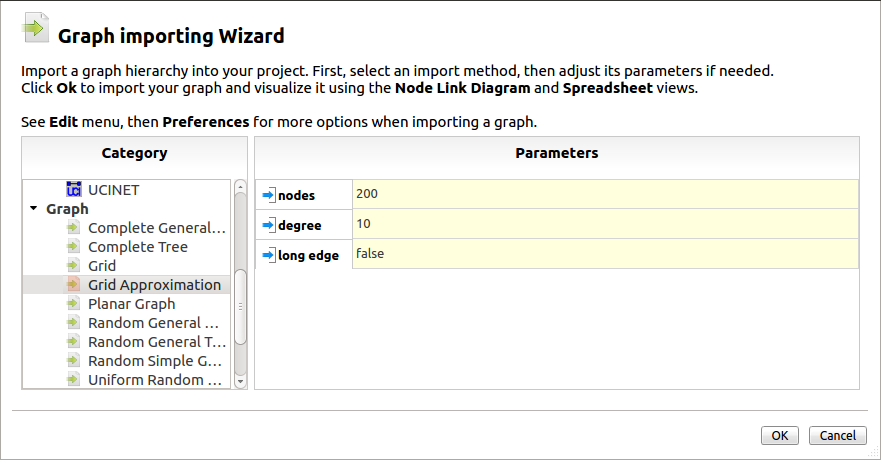 Graph importing Wizard
Import a graph hierarchy into your project. First, select an import method, then adjust its parameters if needed.
Click Ok to import your graph and visualize it using the Node Link Diagram and Spreadsheet views.
See Edit menu, then Preferences for more options when importing a graph.
Category
UCINET
Graph
Complete General...
Complete Tree
Grid
Grid Approximation
Planar Graph
Random General ...
Random General T...
Random Simple G...
Uniform Random ...
Parameters
nodes 200
degree 10
long edge false
OK Cancel